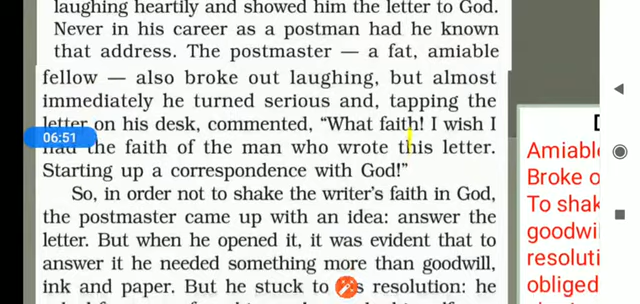 laughing heartily and showed him the letter to God.
Never in his career as a postman had he known
that address. The postmaster — a fat, amiable
fellow — also broke out laughing, but almost
immediately he turned serious and, tapping the
letter on his desk, commented, “What faith! I wish I
06:51
had the faith of the man who wrote this letter.
Starting up a correspondence with God!”
So, in order not to shake the writer’s faith in God,
the postmaster came up with an idea: answer the
letter. But when he opened it, it was evident that to
answer it he needed something more than goodwill,
ink and paper. But he stuck to resolution: he
Broke
To